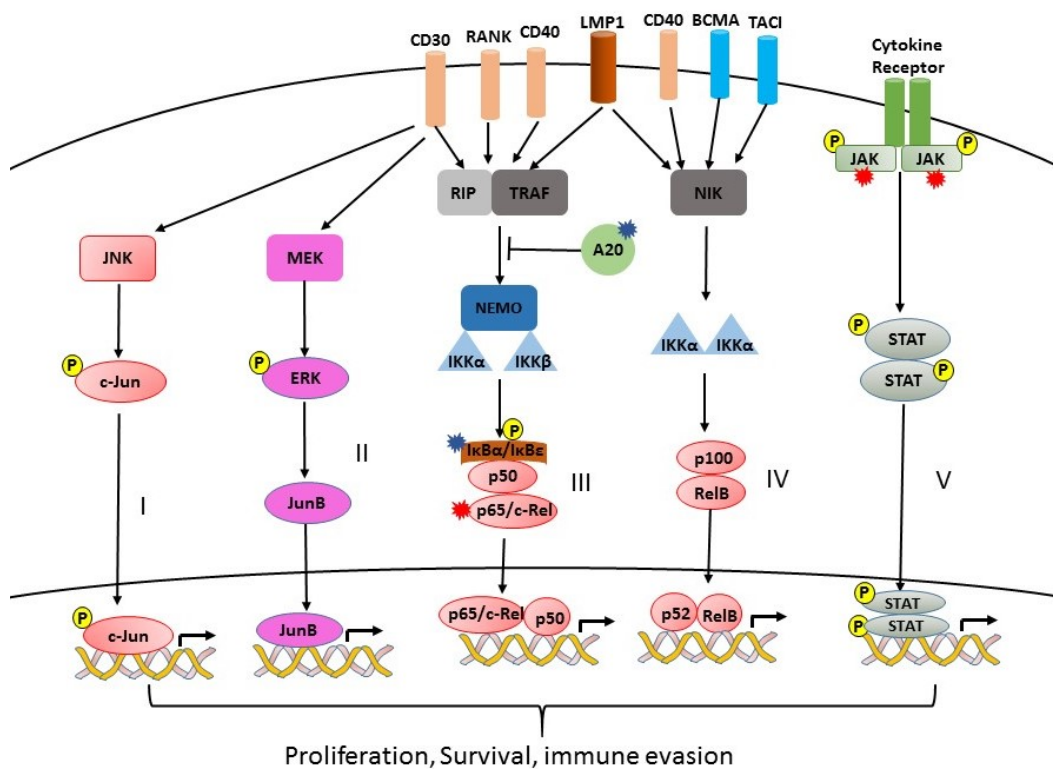 CD30
RANK
CD40
LMP1
CD40
BCMA
TACI
Cytokine
Receptor
P
JAK
JAK
P
RIP
TRAF
NIK
JNK
MEK
A20
NEMO
IKKα
IKKβ
IKKα
IKKα
P
STAT
STAT
P
P
c-Jun
P
ERK
P
IκBα/IκBε
p50
p65/c-Rel
p100
RelB
JunB
I
II
III
IV
V
P
c-Jun
JunB
p65/c-Rel
p50
p52
RelB
P
STAT
P
STAT
Proliferation, Survival, immune evasion